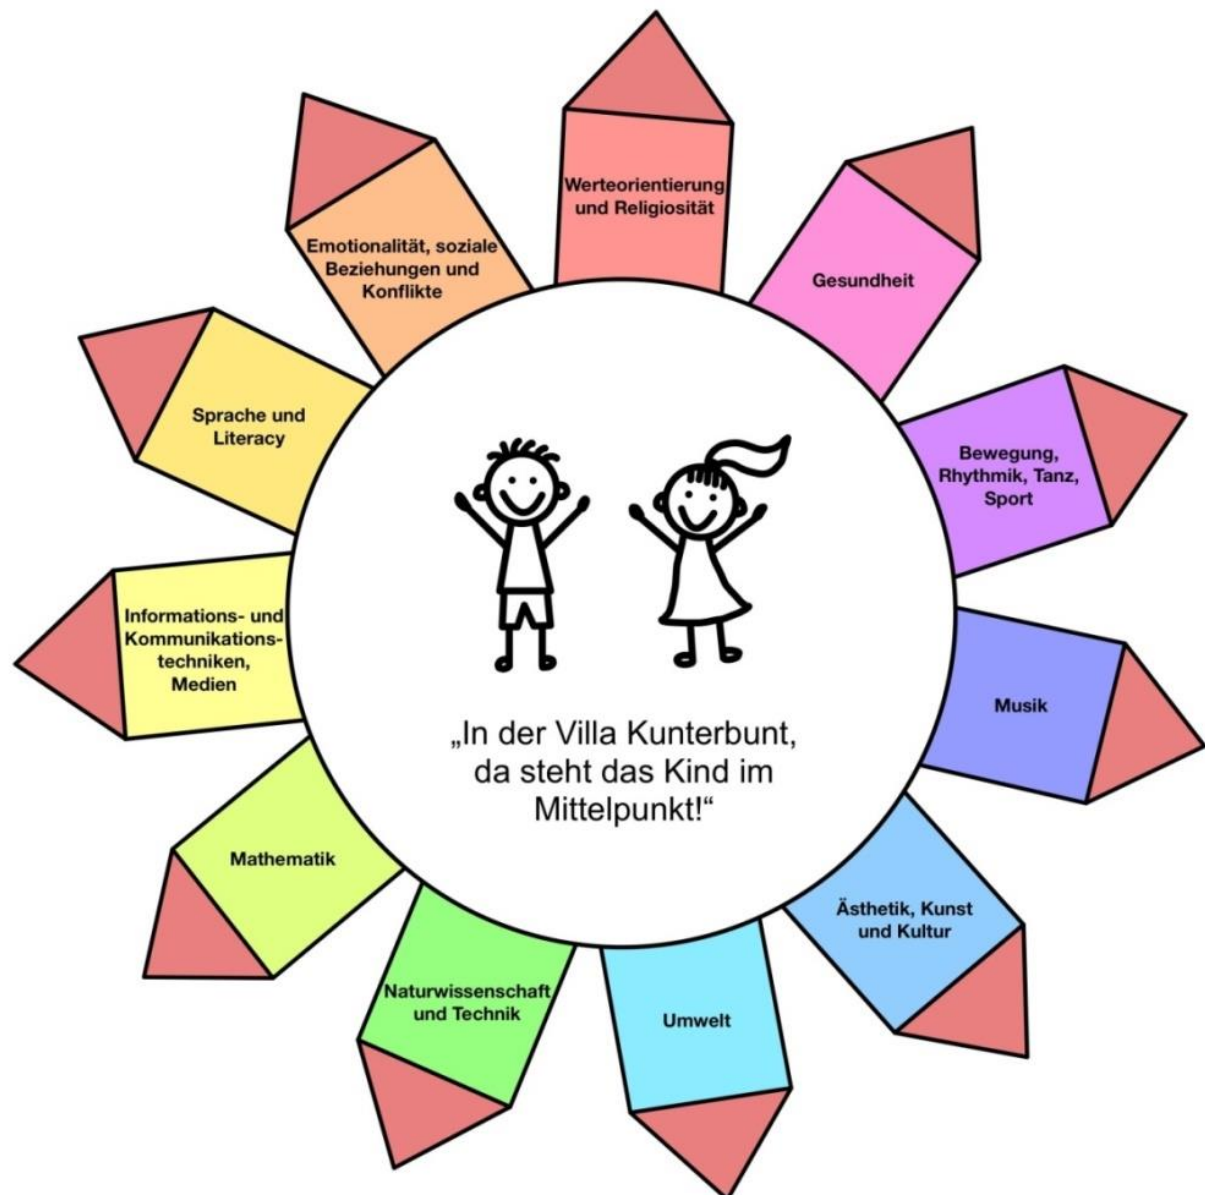 Werteorientierung
und Religiosität
Gesundheit
Bewegung,
Rhythmik, Tanz,
Sport
Musik
Ästhetik, Kunst
und Kultur
Umwelt
Naturwissenschaft
und Technik
Mathematik
Informations- und
Kommunikations-
techniken,
Medien
Sprache und
Literacy
Emotionalität, soziale
Beziehungen und
Konflikte
„In der Villa Kunterbunt,
da steht das Kind im
Mittelpunkt!“